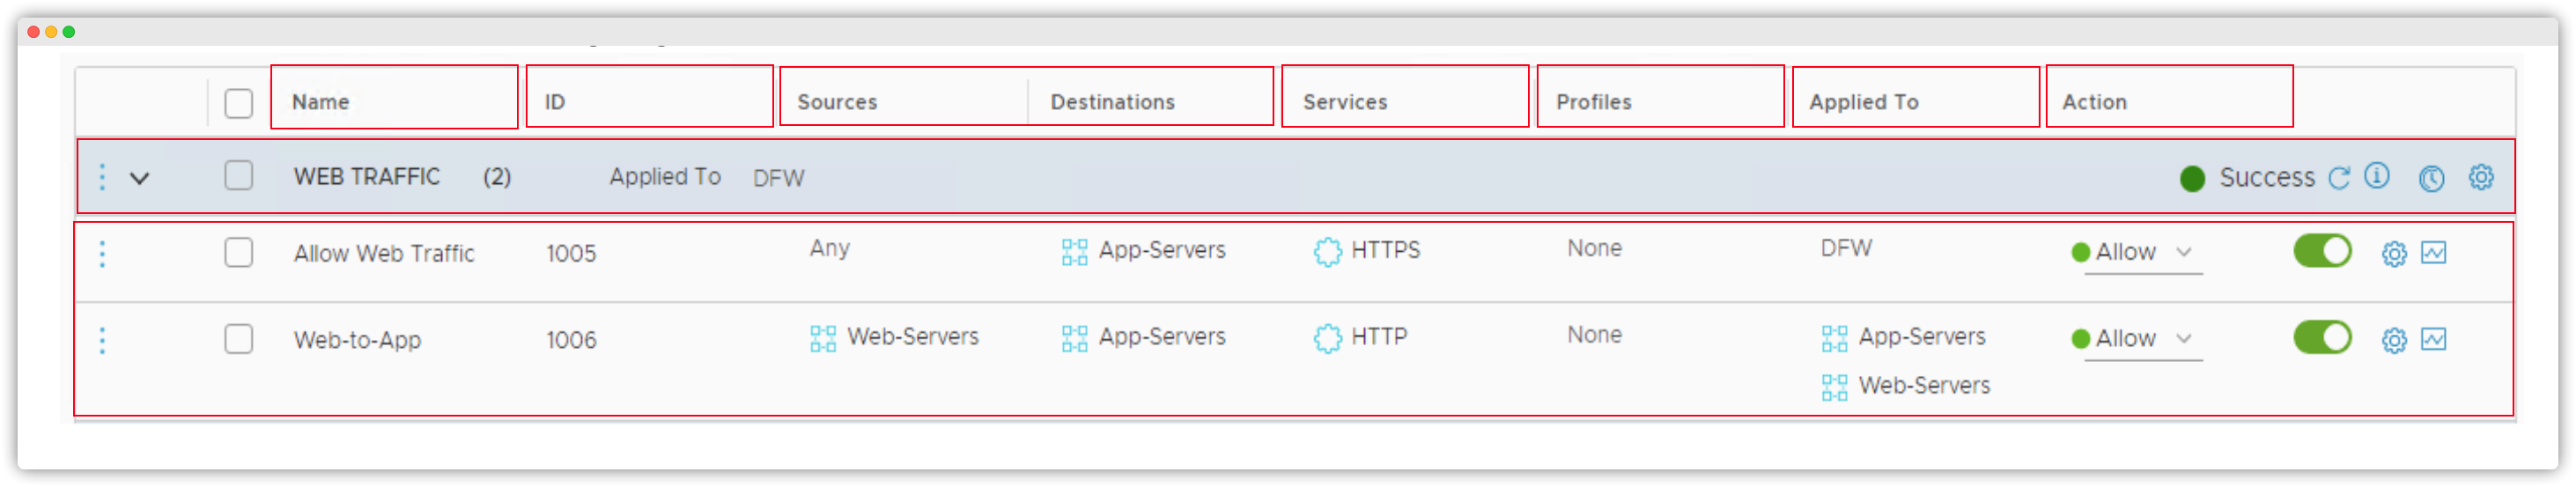 Name ID Sources Destinations Services Profiles Applied To Action
WEB TRAFFIC (2) Applied To DFW Success
Allow Web Traffic 1005 Any App-Servers HTTPS None DFW Allow
Web-to-App 1006 Web-Servers App-Servers HTTP None App-Servers Allow
Web-Servers